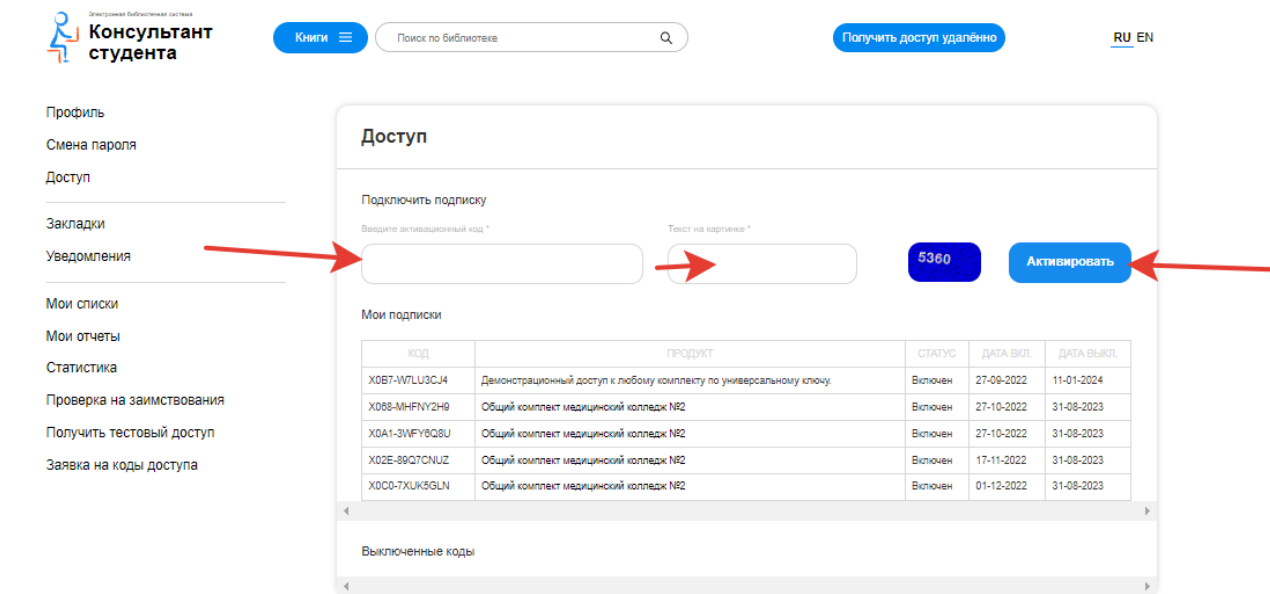 Электронная библиотечная система
Консультант
студента
Книги
Поиск по библиотеке
Получить доступ удалённо
RU EN
Профиль
Смена пароля
Доступ
Закладки
Уведомления
Мои списки
Мои отчеты
Статистика
Проверка на заимствования
Получить тестовый доступ
Заявка на коды доступа
Доступ
Подключить подписку
Введите активационный код * Текст на картинке *
5360 Активировать
Мои подписки
КОД ПРОДУКТ СТАТУС ДАТА ВКЛ. ДАТА ВЫКЛ.
X0B7-W7LU3CJ4 Демонстрационный доступ к любому комплекту по универсальному ключу. Включен 27-09-2022 11-01-2024
X068-MHFNY2H9 Общий комплект медицинский колледж №2 Включен 27-10-2022 31-08-2023
X0A1-3WFY6Q8U Общий комплект медицинский колледж №2 Включен 27-10-2022 31-08-2023
X02E-89Q7CNUZ Общий комплект медицинский колледж №2 Включен 17-11-2022 31-08-2023
X0C0-7XUK5GLN Общий комплект медицинский колледж №2 Включен 01-12-2022 31-08-2023
Выключенные коды